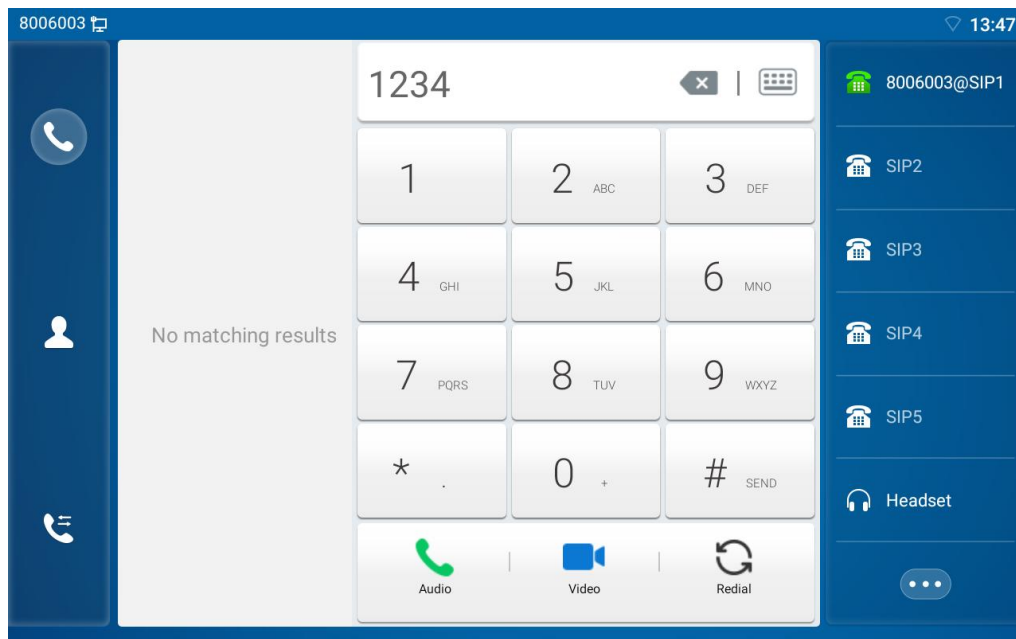 8006003
13:47
1234
8006003@SIP1
1
2 ABC
3 DEF
SIP2
4 GHI
5 JKL
6 MNO
SIP3
No matching results
SIP4
7 PQRS
8 TUV
9 WXYZ
SIP5
* .
0 +
# SEND
Headset
Audio
Video
Redial